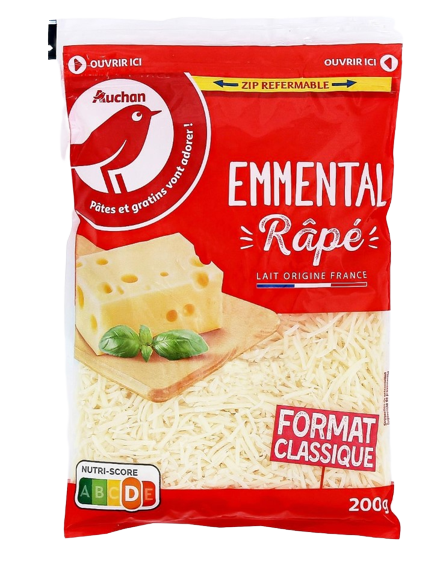 OUVRIR ICI
OUVRIR ICI
ZIP REFERMABLE
Auchan
Pâtes et gratins vont adorer !
EMMENTAL
Râpé
LAIT ORIGINE FRANCE
FORMAT
CLASSIQUE
NUTRI-SCORE
ABCDE
200g